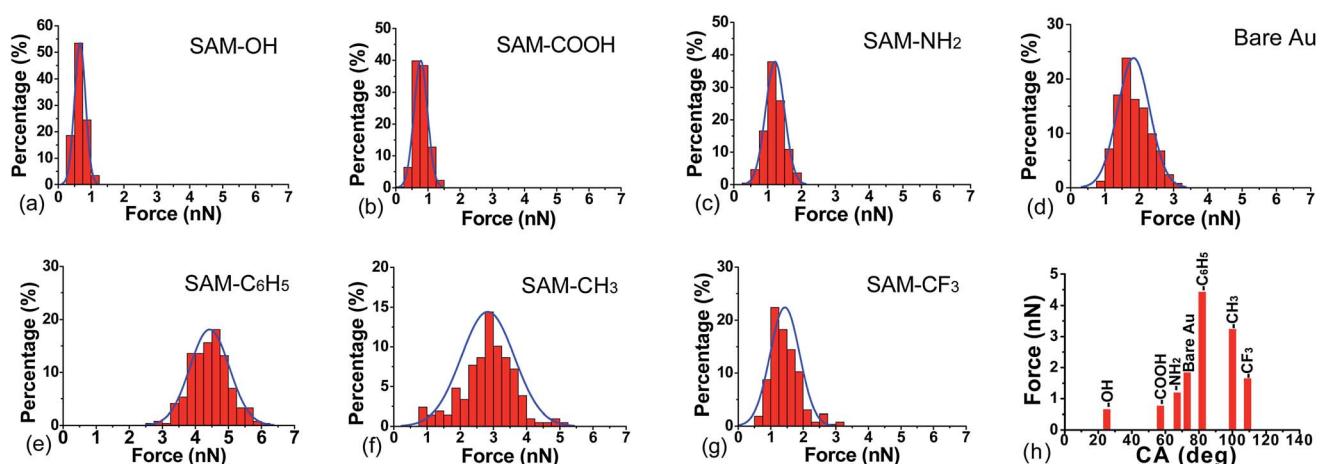 SAM-OH
Percentage (%)
60
50
40
30
20
10
0
0 1 2 3 4 5 6 7
Force (nN)
(a)
SAM-COOH
Percentage (%)
50
40
30
20
10
0
0 1 2 3 4 5 6 7
Force (nN)
(b)
SAM-NH2
Percentage (%)
50
40
30
20
10
0
0 1 2 3 4 5 6 7
Force (nN)
(c)
Bare Au
Percentage (%)
30
20
10
0
0 1 2 3 4 5 6 7
Force (nN)
(d)
SAM-C6H5
Percentage (%)
30
20
10
0
0 1 2 3 4 5 6 7
Force (nN)
(e)
SAM-CH3
Percentage (%)
20
15
10
5
0
0 1 2 3 4 5 6 7
Force (nN)
(f)
SAM-CF3
Percentage (%)
30
20
10
0
0 1 2 3 4 5 6 7
Force (nN)
(g)
Force (nN)
5
4
3
2
1
0
-OH
-COOH
-NH2
Bare Au
-C6H5
-CH3
-CF3
0 20 40 60 80 100 120 140
CA (deg)
(h)